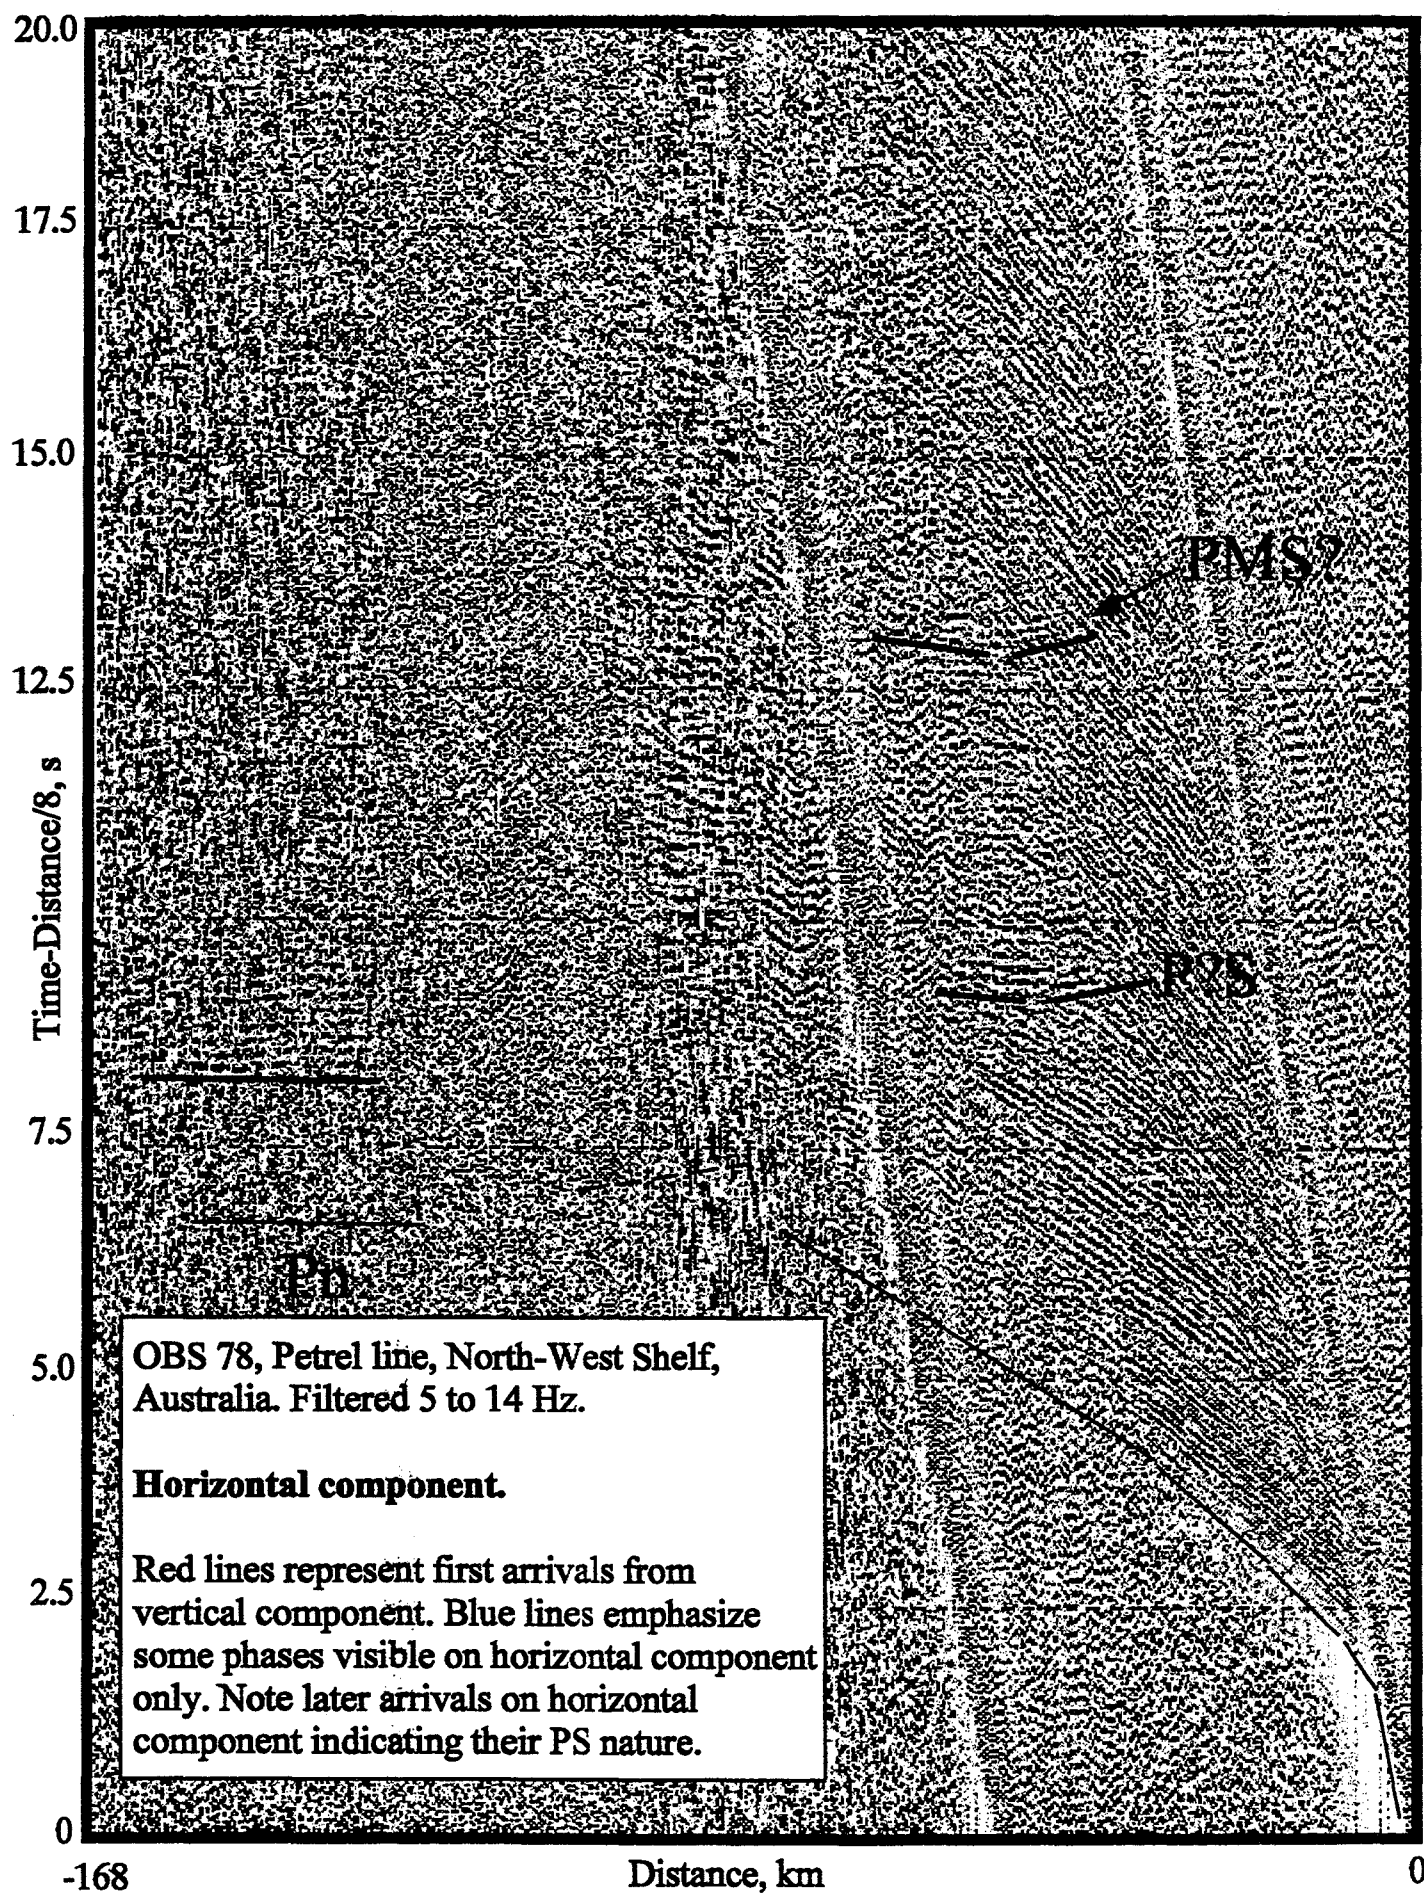 20.0
17.5
15.0
12.5
7.5
5.0
2.5
0
Time-Distance/8, s
PMS?
P?S
Pn
OBS 78, Petrel line, North-West Shelf,
Australia. Filtered 5 to 14 Hz.
Horizontal component.
Red lines represent first arrivals from
vertical component. Blue lines emphasize
some phases visible on horizontal component
only. Note later arrivals on horizontal
component indicating their PS nature.
-168
Distance, km
0